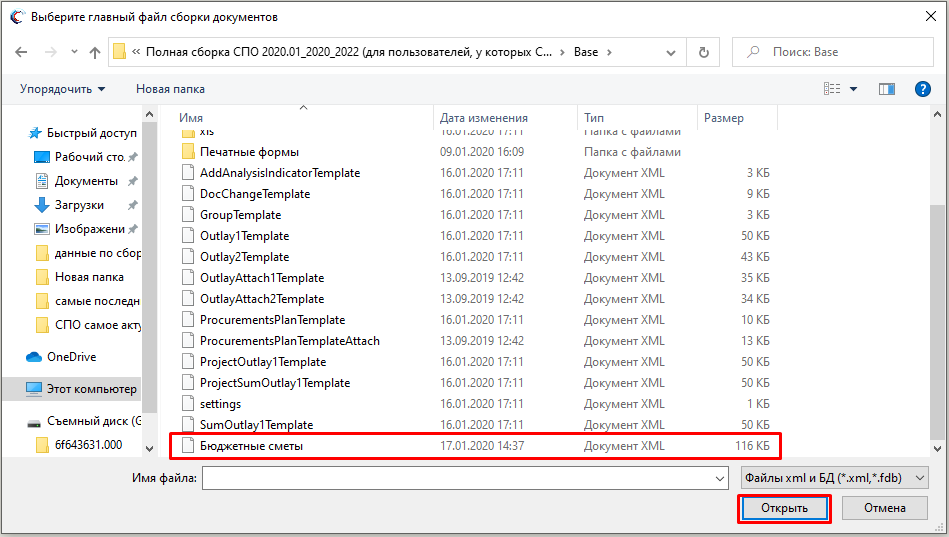 Выберите главный файл сборки документов
« Полная сборка СПО 2020.01_2020_2022 (для пользователей, у которых С... > Base >
Поиск: Base
Упорядочить Новая папка
Имя Дата изменения Тип Размер
xls 16.01.2020 17:11 Папка с файлами
Печатные формы 09.01.2020 16:09 Папка с файлами
AddAnalysisIndicatorTemplate 16.01.2020 17:11 Документ XML 3 КБ
DocChangeTemplate 16.01.2020 17:11 Документ XML 9 КБ
GroupTemplate 16.01.2020 17:11 Документ XML 3 КБ
Outlay1Template 16.01.2020 17:11 Документ XML 50 КБ
Outlay2Template 16.01.2020 17:11 Документ XML 43 КБ
OutlayAttach1Template 13.09.2019 12:42 Документ XML 35 КБ
OutlayAttach2Template 13.09.2019 12:42 Документ XML 34 КБ
ProcurementsPlanTemplate 16.01.2020 17:11 Документ XML 10 КБ
ProcurementsPlanTemplateAttach 13.09.2019 12:42 Документ XML 13 КБ
ProjectOutlay1Template 16.01.2020 17:11 Документ XML 50 КБ
ProjectSumOutlay1Template 16.01.2020 17:11 Документ XML 50 КБ
settings 16.01.2020 17:11 Документ XML 1 КБ
SumOutlay1Template 16.01.2020 17:11 Документ XML 50 КБ
Бюджетные сметы 17.01.2020 14:37 Документ XML 116 КБ
Быстрый доступ
Рабочий сто
Документы
Загрузки
Изображени
данные по сбор
Новая папка
самые последн
СПО самое акту
OneDrive
Этот компьютер
Съемный диск (G
6f643631.000
Имя файла:
Файлы xml и БД (*.xml,*.fdb)
Открыть Отмена